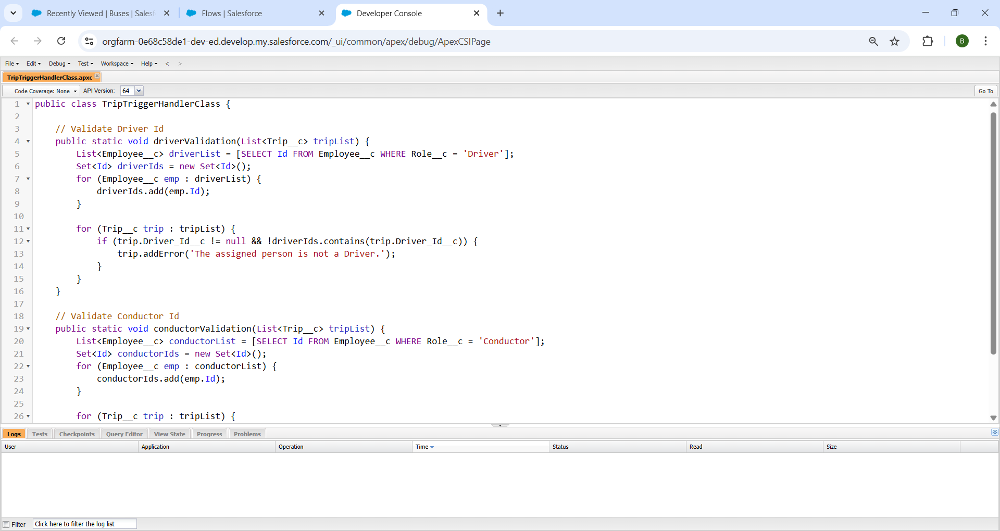 Recently Viewed | Buses | Salesf
Flows | Salesforce
Developer Console
orgfarm-0e68c58de1-dev-ed.develop.my.salesforce.com/_ui/common/apex/debug/ApexCSIPage
B
File Edit Debug Test Workspace Help < >
TripTriggerHandlerClass.apxc
Code Coverage: None API Version: 64 Go To
1 public class TripTriggerHandlerClass {
2
3 // Validate Driver Id
4 public static void driverValidation(List<Trip__c> tripList) {
5 List<Employee__c> driverList = [SELECT Id FROM Employee__c WHERE Role__c = 'Driver'];
6 Set<Id> driverIds = new Set<Id>();
7 for (Employee__c emp : driverList) {
8 driverIds.add(emp.Id);
9 }
10
11 for (Trip__c trip : tripList) {
12 if (trip.Driver_Id__c != null && !driverIds.contains(trip.Driver_Id__c)) {
13 trip.addError('The assigned person is not a Driver.');
14 }
15 }
16 }
17
18 // Validate Conductor Id
19 public static void conductorValidation(List<Trip__c> tripList) {
20 List<Employee__c> conductorList = [SELECT Id FROM Employee__c WHERE Role__c = 'Conductor'];
21 Set<Id> conductorIds = new Set<Id>();
22 for (Employee__c emp : conductorList) {
23 conductorIds.add(emp.Id);
24 }
25
26 for (Trip__c trip : tripList) {
Logs Tests Checkpoints Query Editor View State Progress Problems
User Application Operation Time Status Read Size
Filter Click here to filter the log list